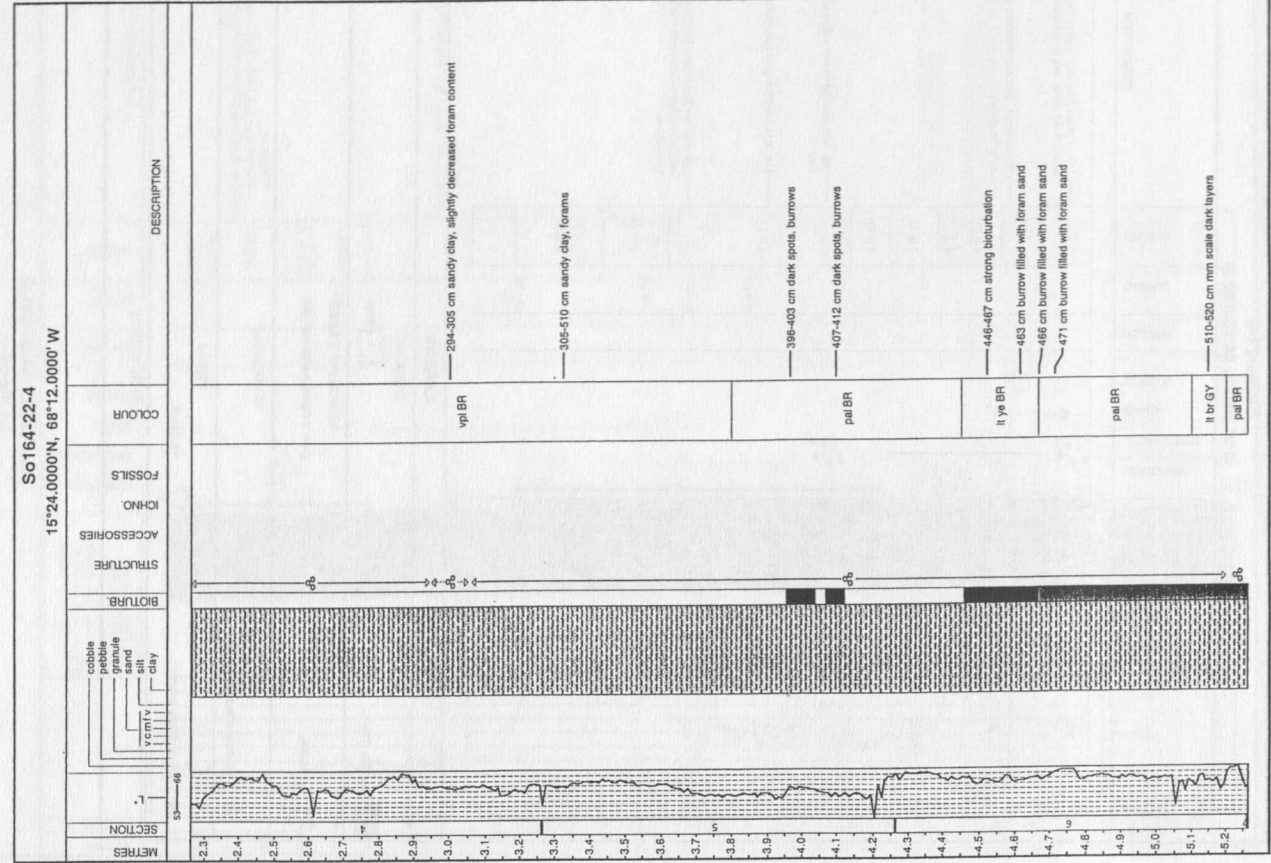 So164-22-4
15°24.0000'N, 68°12.0000' W
METRES
SECTION
L*
53
66
cobble
pebble
granule
sand
silt
clay
vcmfv
BIOTURB.
STRUCTURE
ACCESSORIES
ICHNO.
FOSSILS
COLOUR
DESCRIPTION
-2.3
-2.4
-2.5
-2.6
-2.7
-2.8
-2.9
-3.0
-3.1
-3.2
-3.3
-3.4
-3.5
-3.6
-3.7
-3.8
-3.9
-4.0
-4.1
-4.2
-4.3
-4.4
-4.5
-4.6
-4.7
-4.8
-4.9
-5.0
-5.1
-5.2
4
5
6
7
vpl BR
pal BR
lt ye BR
pal BR
lt br GY
pal BR
294-305 cm sandy clay, slightly decreased foram content
305-510 cm sandy clay, forams
396-403 cm dark spots, burrows
407-412 cm dark spots, burrows
446-467 cm strong bioturbation
463 cm burrow filled with foram sand
466 cm burrow filled with foram sand
471 cm burrow filled with foram sand
510-520 cm mm scale dark layers